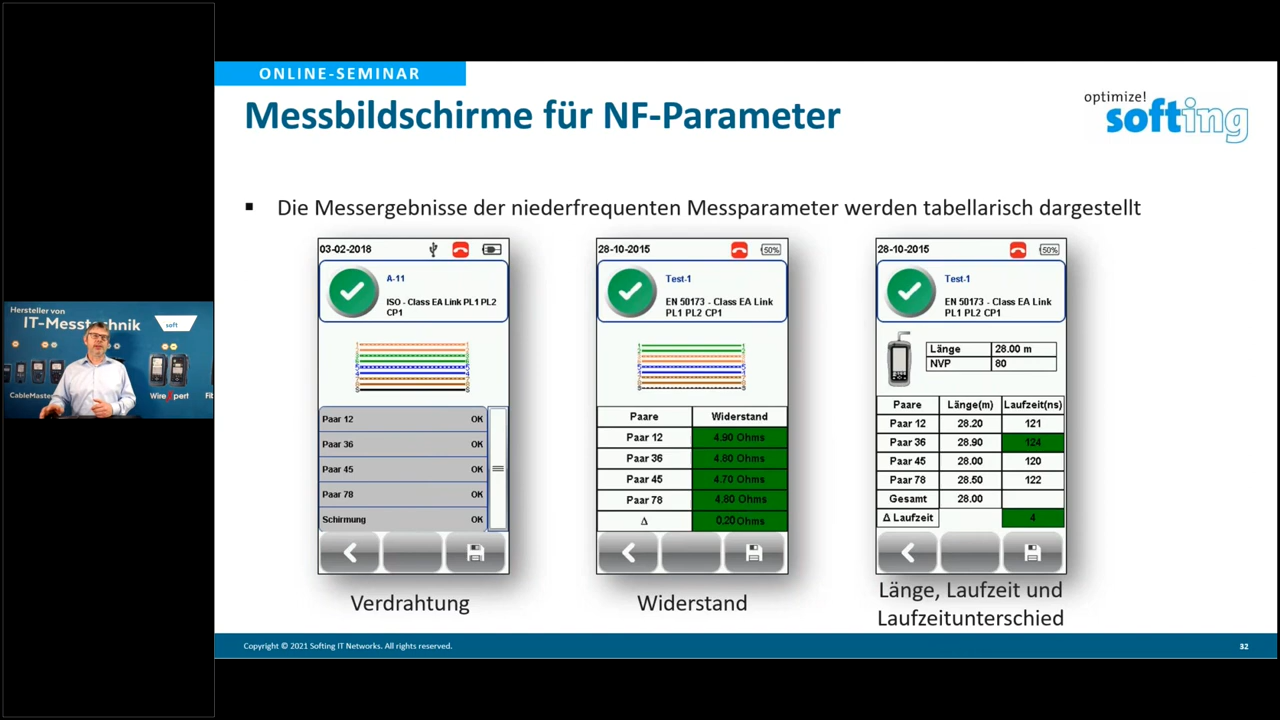 ONLINE-SEMINAR
Messbildschirme für NF-Parameter
optimize!
softing
▪ Die Messergebnisse der niederfrequenten Messparameter werden tabellarisch dargestellt
03-02-2018
A-11
ISO - Class EA Link PL1 PL2
CP1
Paar 12 OK
Paar 36 OK
Paar 45 OK
Paar 78 OK
Schirmung OK
Verdrahtung
28-10-2015 50%
Test-1
EN 50173 - Class EA Link
PL1 PL2 CP1
Paare Widerstand
Paar 12 4.90 Ohms
Paar 36 4.80 Ohms
Paar 45 4.70 Ohms
Paar 78 4.80 Ohms
Δ 0,20 Ohms
Widerstand
28-10-2015 50%
Test-1
EN 50173 - Class EA Link
PL1 PL2 CP1
Länge 28.00 m
NVP 80
Paare Länge(m) Laufzeit(ns)
Paar 12 28.20 121
Paar 36 28.90 124
Paar 45 28.00 120
Paar 78 28.50 122
Gesamt 28.00
Δ Laufzeit 4
Länge, Laufzeit und
Laufzeitunterschied
Hersteller von
IT-Messtechnik
soft
CableMaste
WireXpert
Fi
Copyright © 2021 Softing IT Networks. All rights reserved.
32